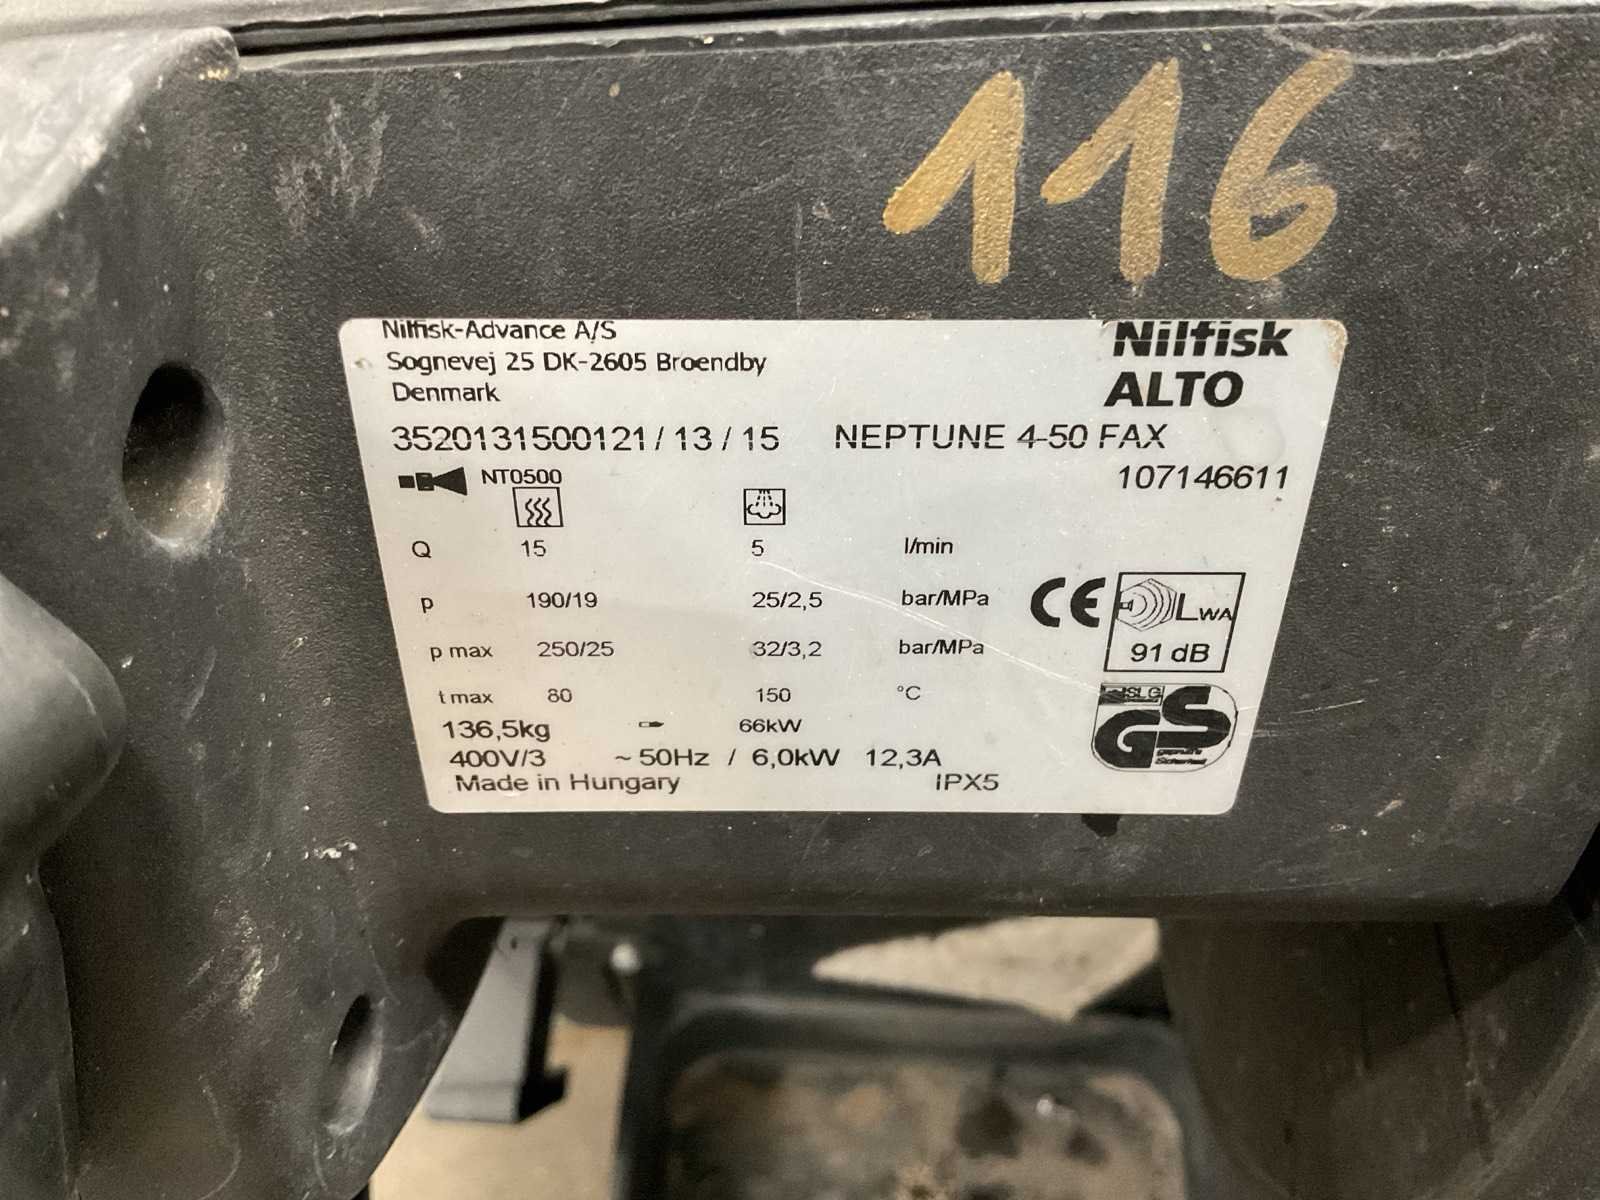 116
Nilfisk-Advance A/S
Sognevej 25 DK-2605 Broendby
Denmark
Nilfisk
ALTO
3520131500121 / 13 / 15 NEPTUNE 4-50 FAX
NT0500 107146611
Q 15 5 l/min
p 190/19 25/2,5 bar/MPa
p max 250/25 32/3,2 bar/MPa
t max 80 150 °C
CE
LWA
91 dB
136,5kg 66kW
400V/3 ~ 50Hz / 6,0kW 12,3A
Made in Hungary IPX5
SLG
GS
geprüfte
Sicherheit